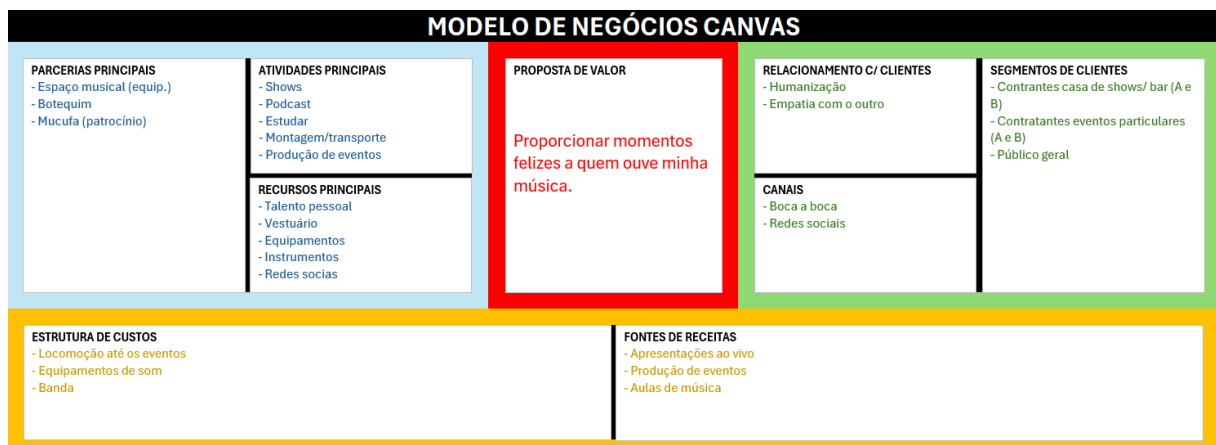 MODELO DE NEGÓCIOS CANVAS
PARCERIAS PRINCIPAIS
- Espaço musical (equip.)
- Botequim
- Mucufa (patrocínio)
ATIVIDADES PRINCIPAIS
- Shows
- Podcast
- Estudar
- Montagem/transporte
- Produção de eventos
RECURSOS PRINCIPAIS
- Talento pessoal
- Vestuário
- Equipamentos
- Instrumentos
- Redes socias
PROPOSTA DE VALOR
Proporcionar momentos
felizes a quem ouve minha
música.
RELACIONAMENTO C/ CLIENTES
- Humanização
- Empatia com o outro
CANAIS
- Boca a boca
- Redes sociais
SEGMENTOS DE CLIENTES
- Contrantes casa de shows/ bar (A e
B)
- Contratantes eventos particulares
(A e B)
- Público geral
ESTRUTURA DE CUSTOS
- Locomoção até os eventos
- Equipamentos de som
- Banda
FONTES DE RECEITAS
- Apresentações ao vivo
- Produção de eventos
- Aulas de música